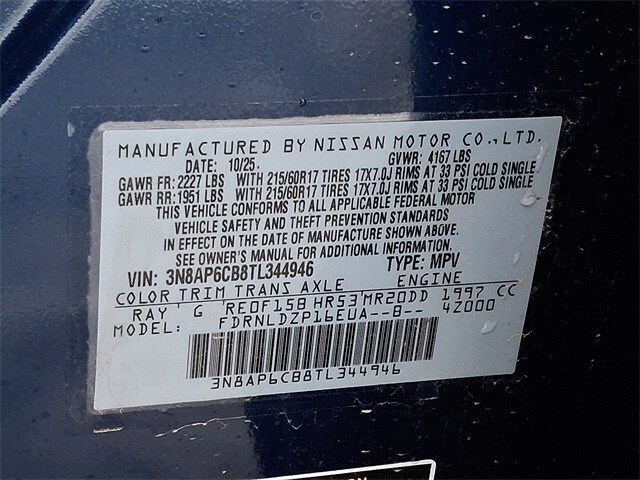 MANUFACTURED BY NISSAN MOTOR CO.,LTD.
DATE: 10/25. GVWR: 4167 LBS
GAWR FR: 2227 LBS WITH 215/60R17 TIRES 17X7.0J RIMS AT 33 PSI COLD SINGLE
GAWR RR: 1951 LBS WITH 215/60R17 TIRES 17X7.0J RIMS AT 33 PSI COLD SINGLE
THIS VEHICLE CONFORMS TO ALL APPLICABLE FEDERAL MOTOR
VEHICLE SAFETY AND THEFT PREVENTION STANDARDS
IN EFFECT ON THE DATE OF MANUFACTURE SHOWN ABOVE.
SEE OWNER'S MANUAL FOR ADDITIONAL INFORMATION.
VIN: 3N8AP6CB8TL344946 TYPE: MPV
COLOR TRIM TRANS AXLE ENGINE
RAY G RE0F15B HR53 MR20DD 1997 CC
MODEL: FDRNLDZP16EUA--B-- 4Z000
3N8AP6CB8TL344946